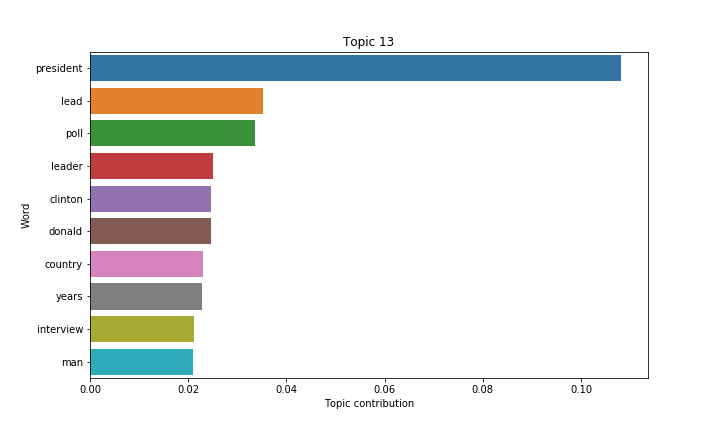 Topic 13
president
lead
poll
leader
clinton
donald
country
years
interview
man
Word
0.00 0.02 0.04 0.06 0.08 0.10
Topic contribution